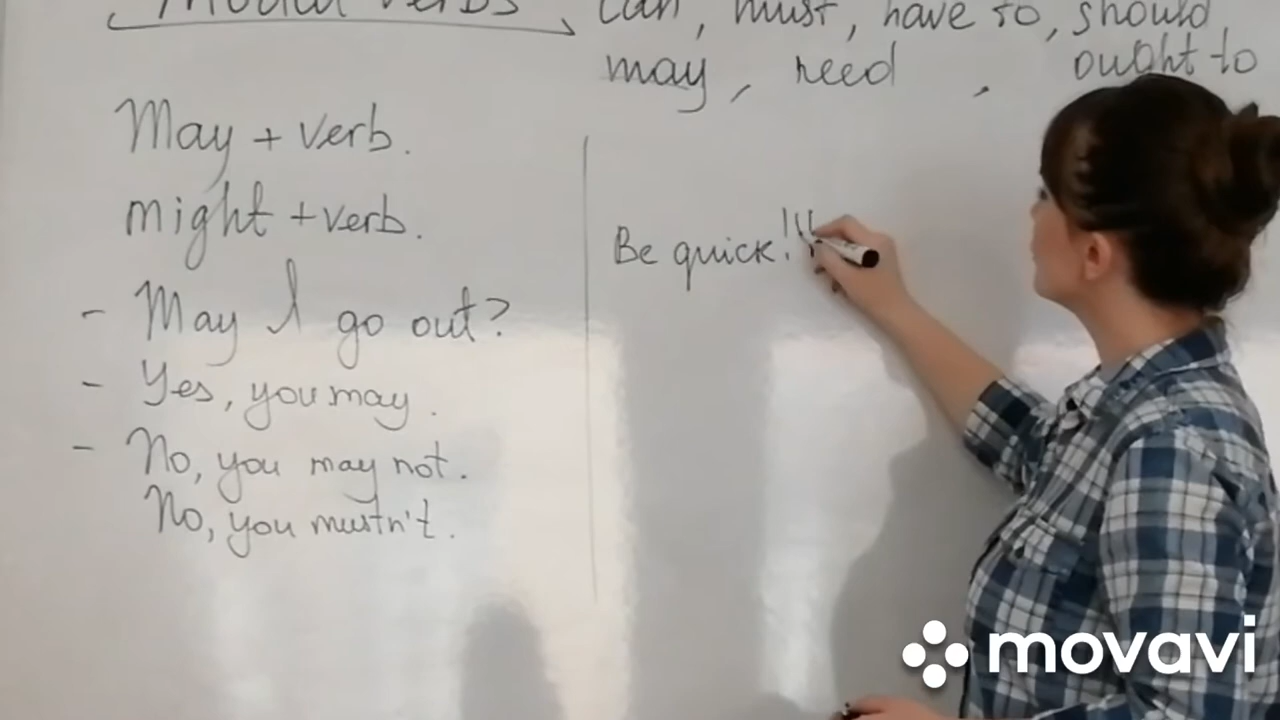 Modal verbs
can, must, have to, should
may, need, ought to
May + verb.
might + verb.
- May I go out?
- Yes, you may.
- No, you may not.
No, you mustn't.
Be quick!!!
movavi